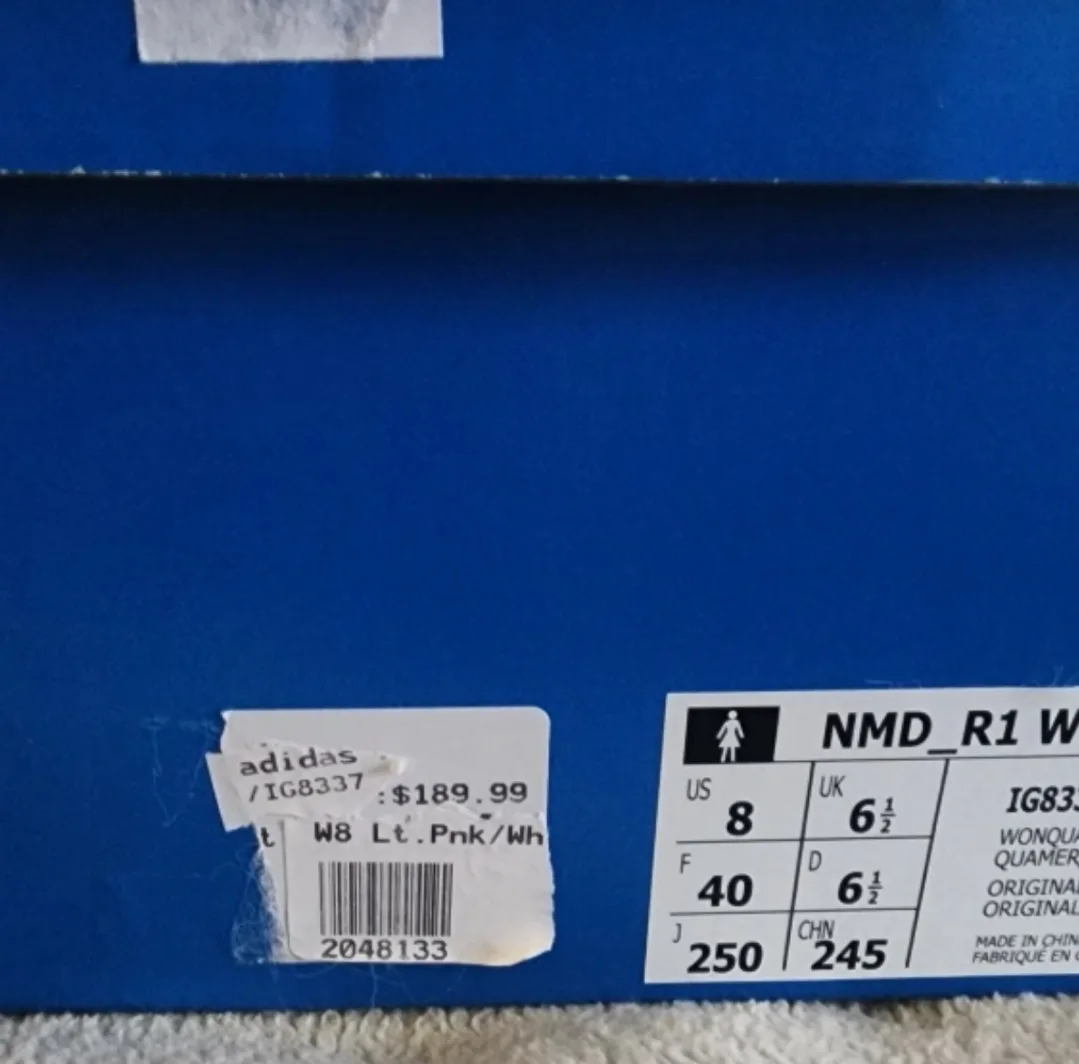 adidas
/IG8337
:$189.99
t W8 Lt.Pnk/Wh
2048133
NMD_R1 W
US 8 UK 6 1/2
F 40 D 6 1/2
J 250 CHN 245
IG833
WONQUA
QUAMER
ORIGINAL
ORIGINAL
MADE IN CHIN
FABRIQUÉ EN C